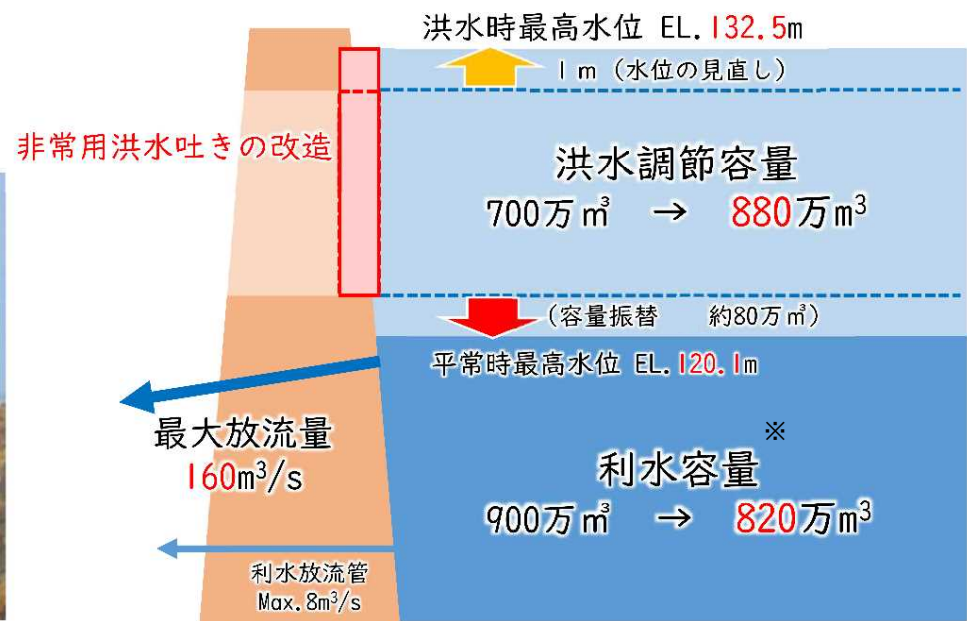 洪水時最高水位 EL.132.5m
1m（水位の見直し）
非常用洪水吐きの改造
洪水調節容量
700万㎥ → 880万m³
（容量振替 約80万㎥）
平常時最高水位 EL.120.1m
最大放流量
160m³/s
※
利水容量
900万㎥ → 820万m³
利水放流管
Max.8m³/s